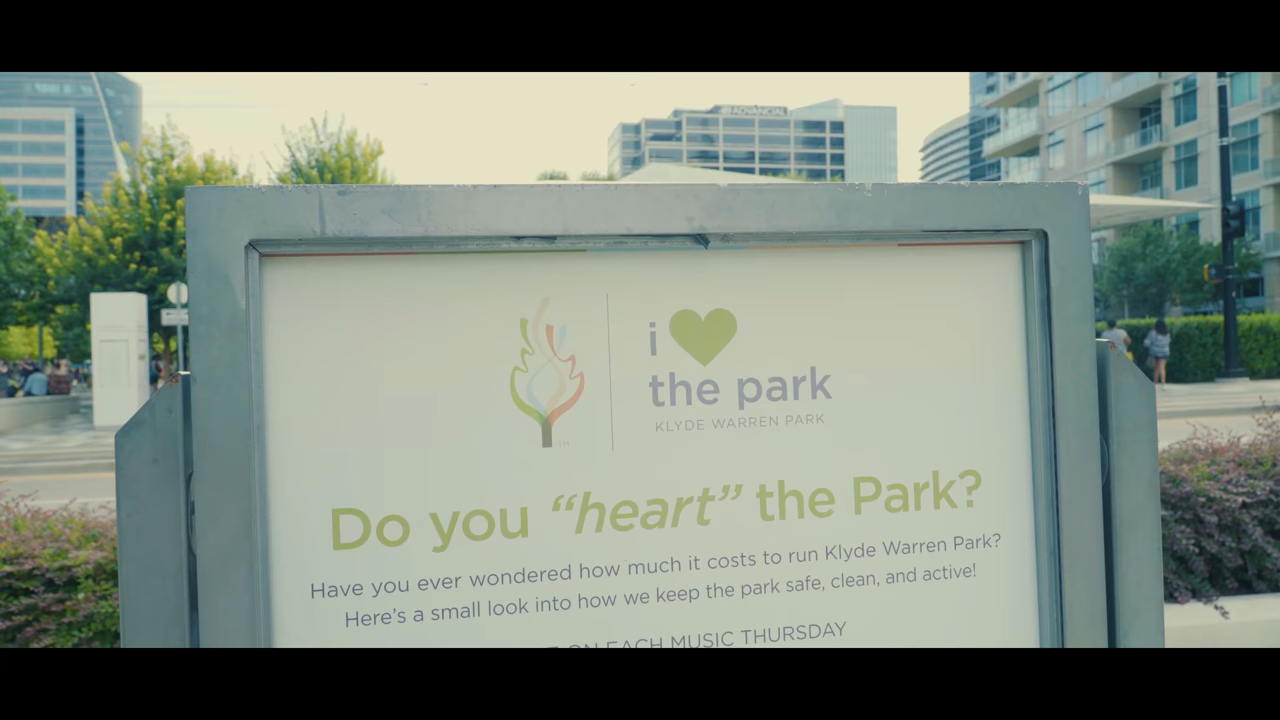 ADVANCIAL
i
the park
KLYDE WARREN PARK
TM
Do you “heart” the Park?
Have you ever wondered how much it costs to run Klyde Warren Park?
Here's a small look into how we keep the park safe, clean, and active!
ON EACH MUSIC THURSDAY